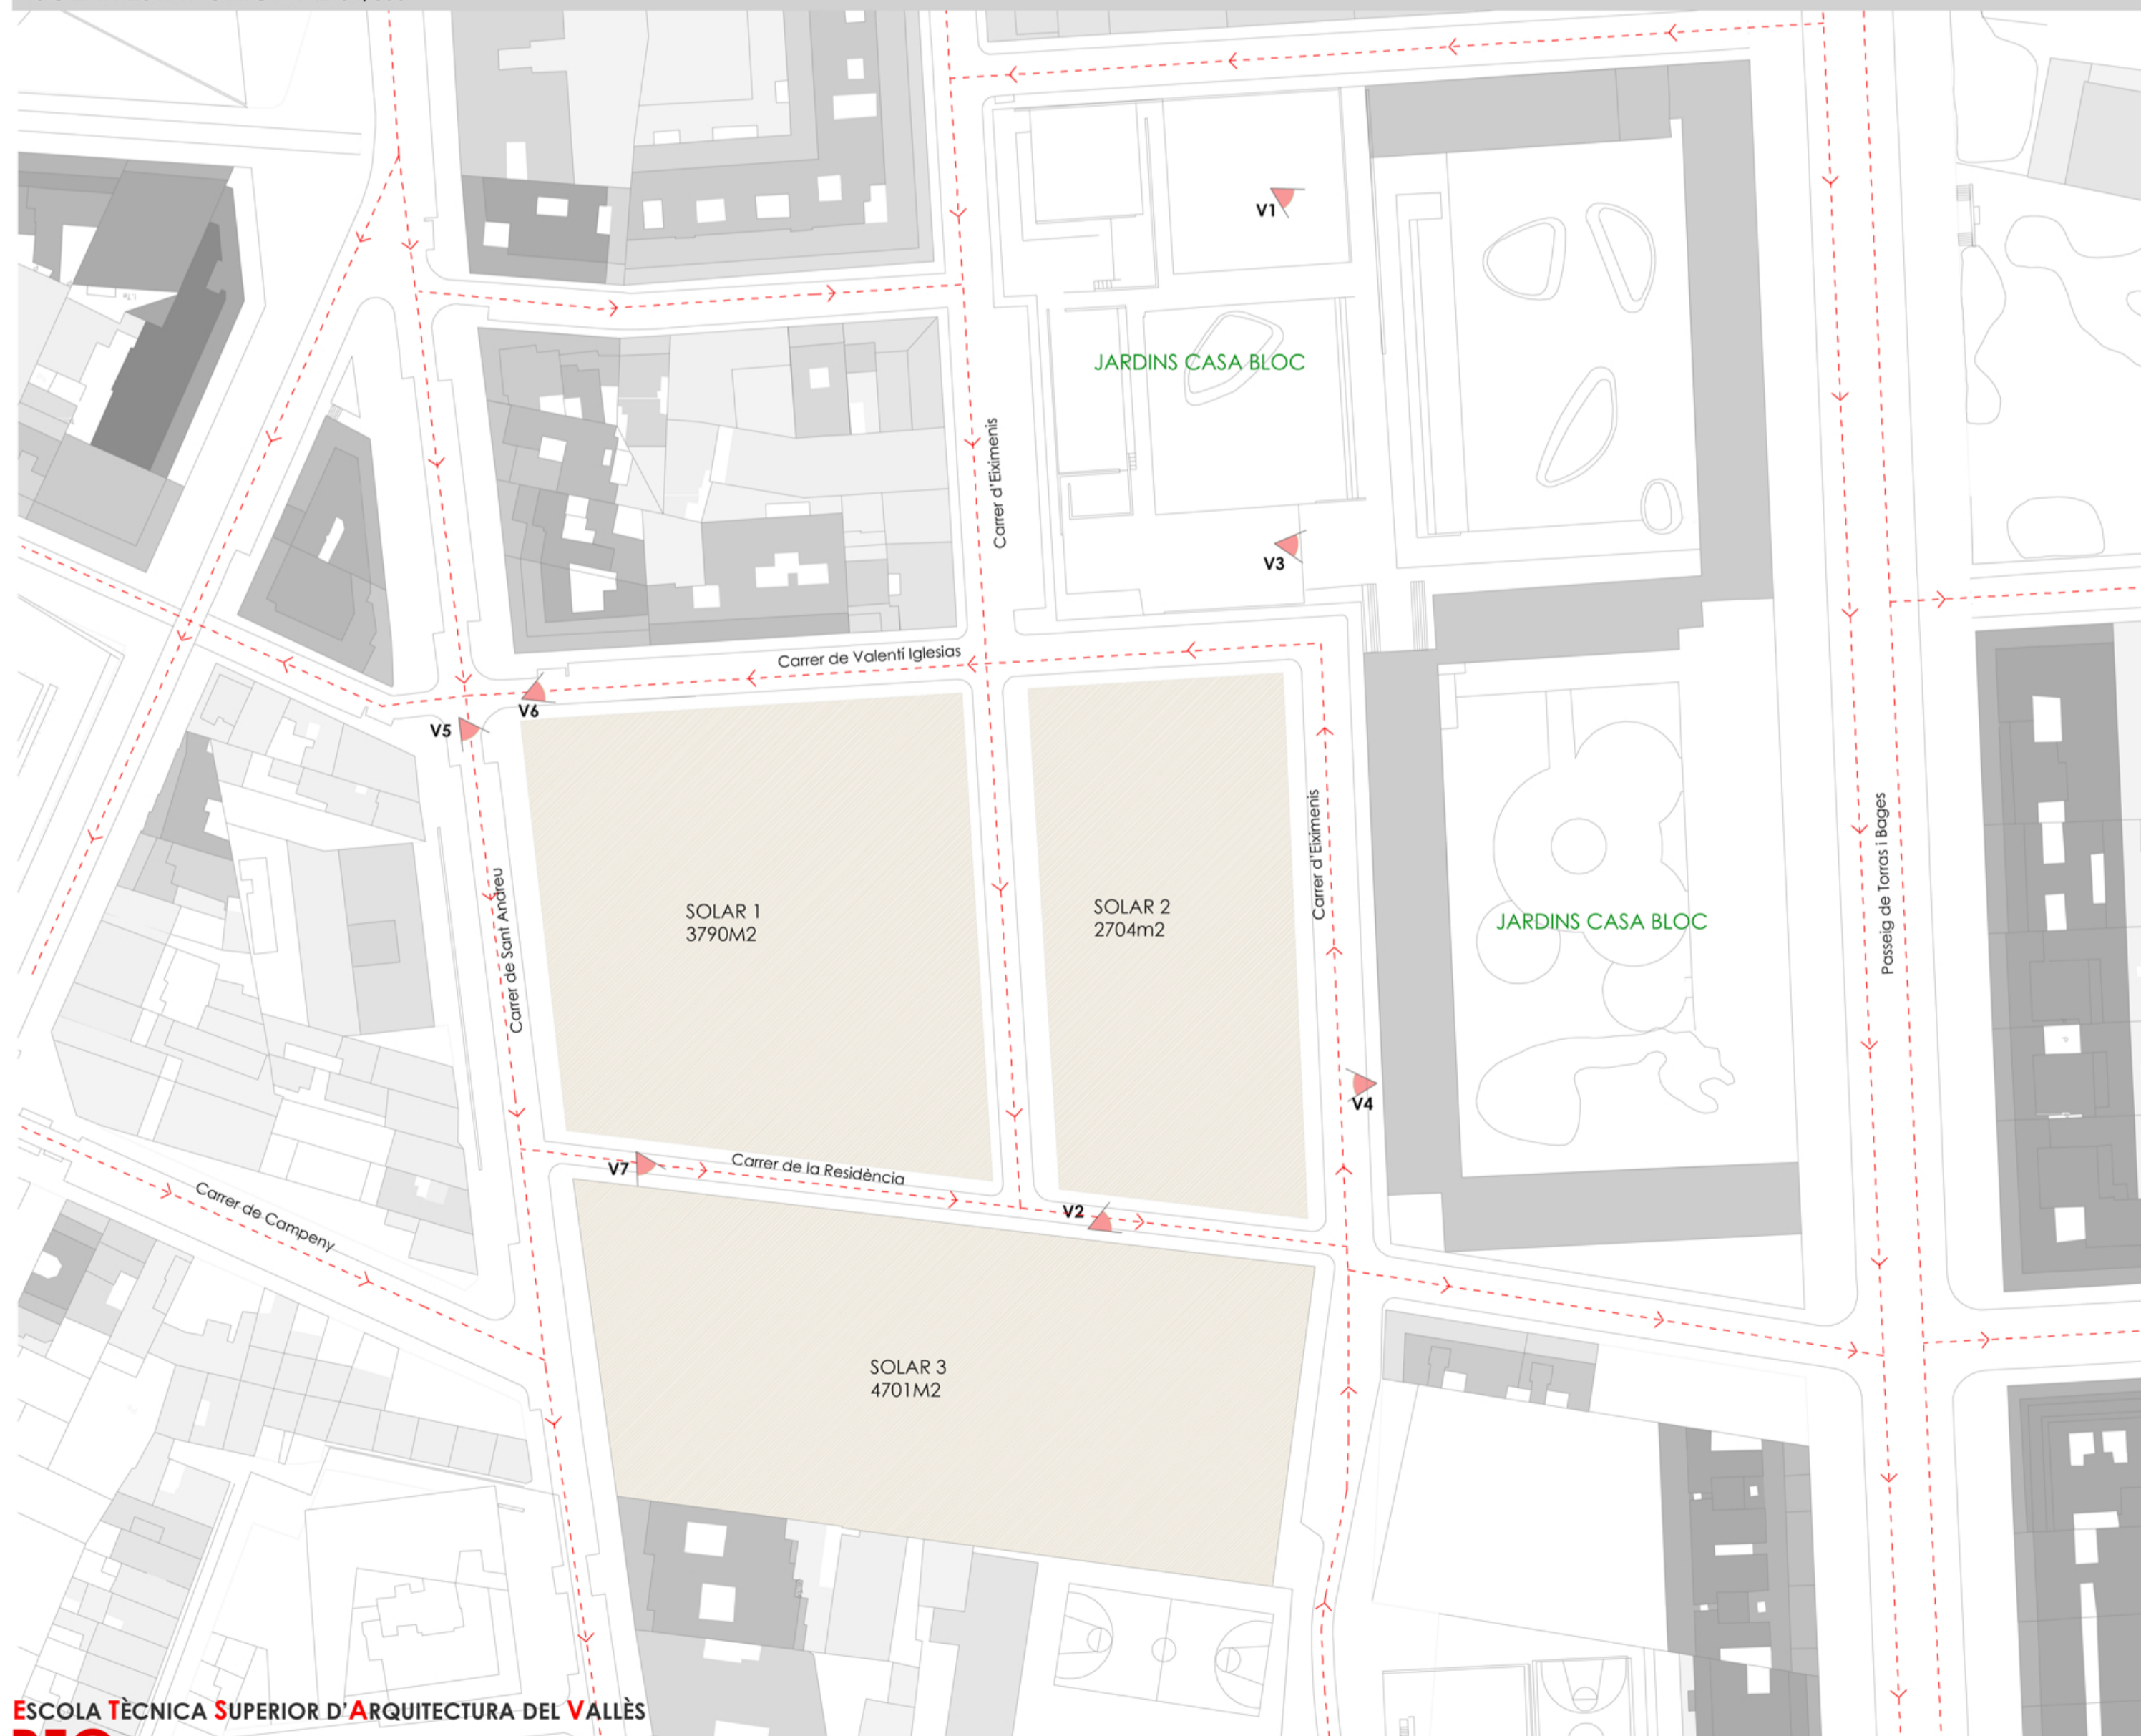 V1
JARDINS CASA BLOC
Carrer d'Eiximenis
V3
Carrer de Valentí Iglesias
V6
V5
Carrer de Sant Andreu
SOLAR 1
3790M2
SOLAR 2
2704m2
Carrer d'Eiximenis
JARDINS CASA BLOC
Passeig de Torras i Bages
V4
V7
Carrer de la Residència
V2
Carrer de Campeny
SOLAR 3
4701M2
ESCOLA TÈCNICA SUPERIOR D'ARQUITECTURA DEL VALLÈS